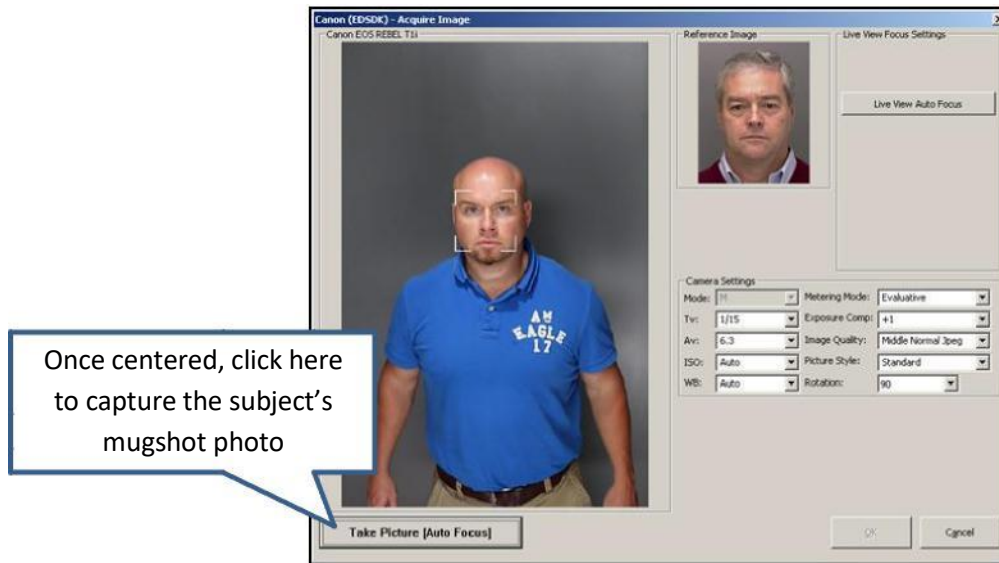 Canon (EDSDK) - Acquire Image
Canon EOS REBEL T1i
Reference Image
Live View Focus Settings
Live View Auto Focus
A E
EAGLE
17
Camera Settings
Mode: M Metering Mode: Evaluative
Tv: 1/15 Exposure Comp: +1
Av: 6.3 Image Quality: Middle Normal Jpeg
ISO: Auto Picture Style: Standard
WB: Auto Rotation: 90
Once centered, click here
to capture the subject’s
mugshot photo
Take Picture [Auto Focus]
OK Cancel